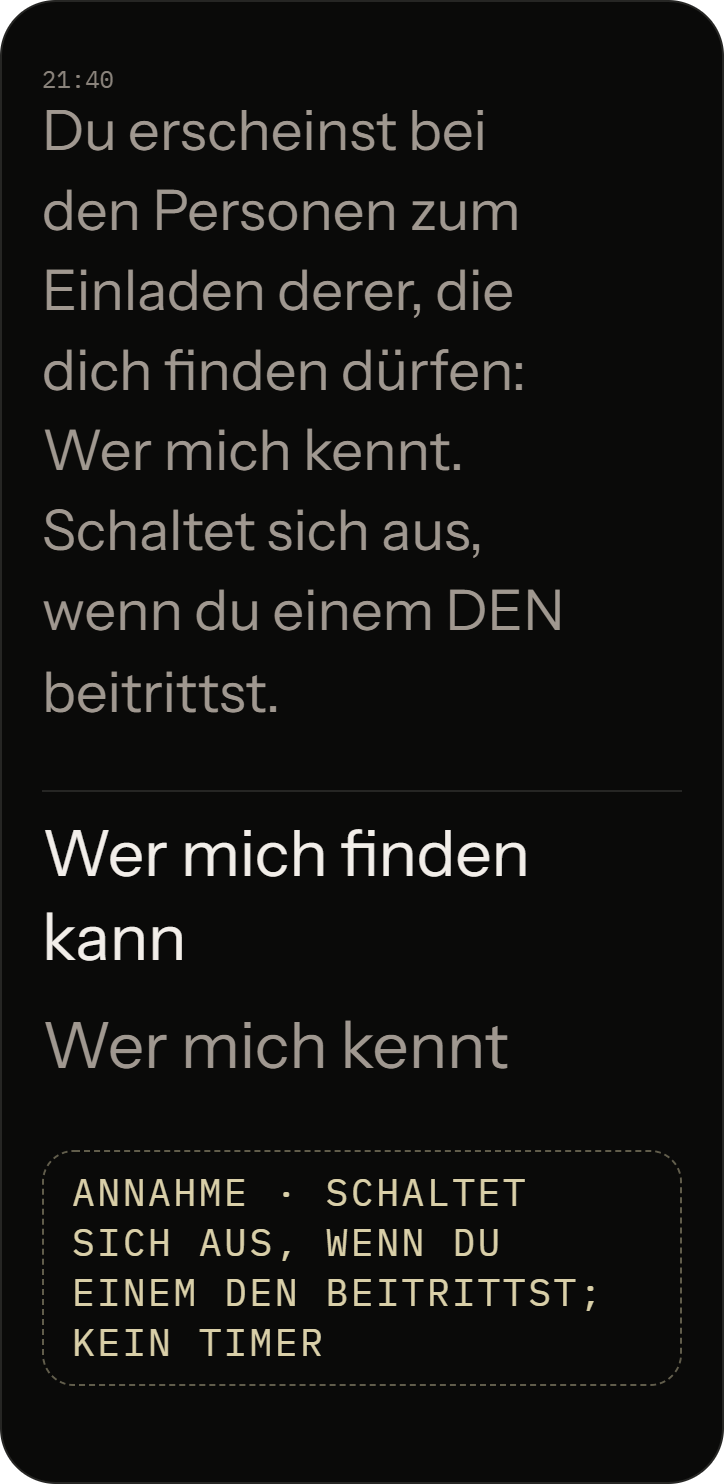 21:40
Du erscheinst bei
den Personen zum
Einladen derer, die
dich finden dürfen:
Wer mich kennt.
Schaltet sich aus,
wenn du einem DEN
beitrittst.
Wer mich finden
kann
Wer mich kennt
ANNAHME · SCHALTET
SICH AUS, WENN DU
EINEM DEN BEITRITTST;
KEIN TIMER